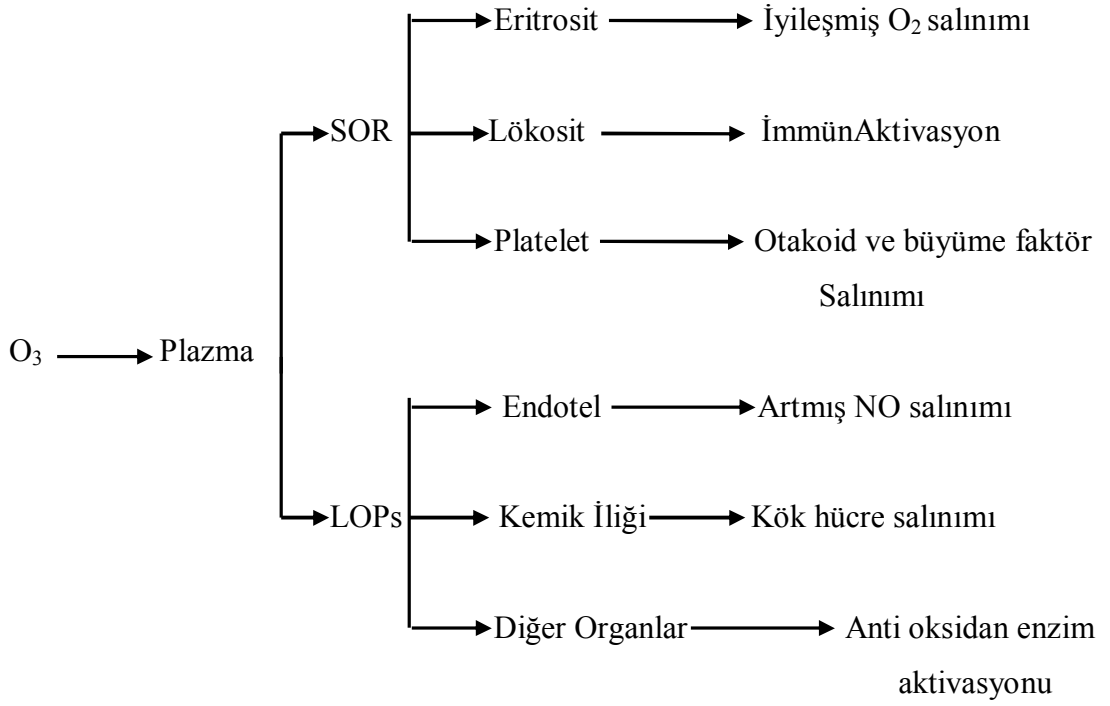 Eritrosit İyileşmiş O₂ salınımı
SOR Lökosit İmmünAktivasyon
Platelet Otakoid ve büyüme faktör
Salınımı
O₃ Plazma
Endotel Artmış NO salınımı
LOPs Kemik İliği Kök hücre salınımı
Diğer Organlar Anti oksidan enzim
aktivasyonu